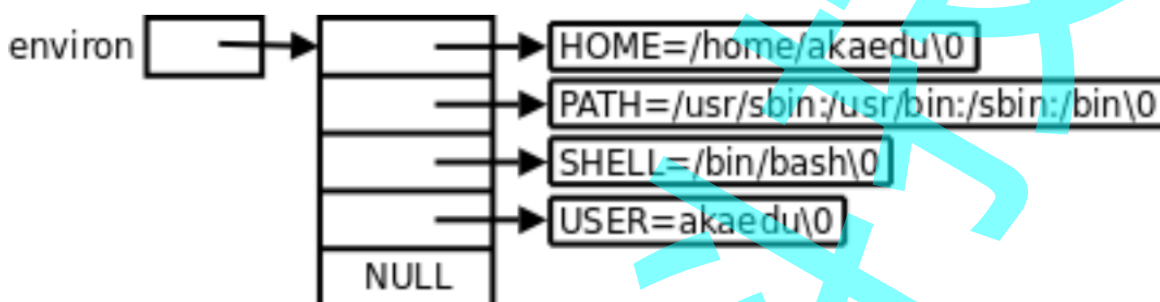 environ
HOME=/home/akaedu\0
PATH=/usr/sbin:/usr/bin:/sbin:/bin\0
SHELL=/bin/bash\0
USER=akaedu\0
NULL